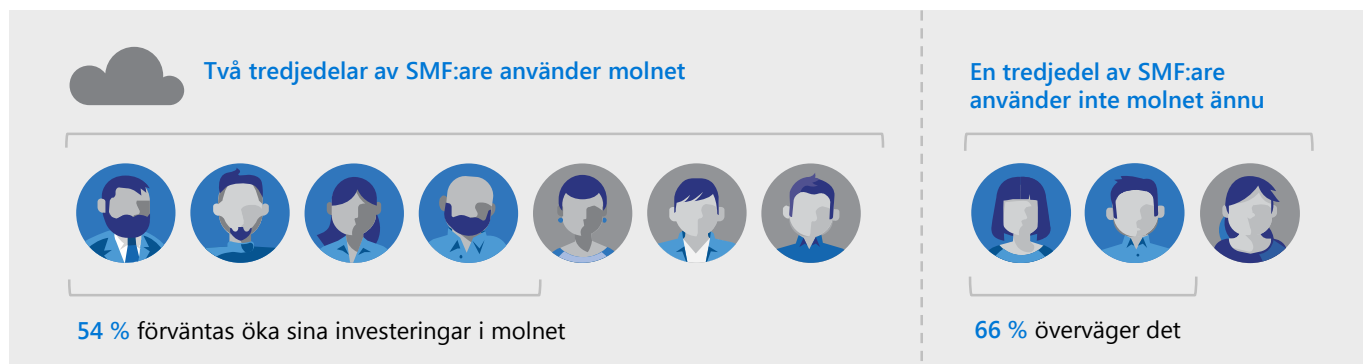 Två tredjedelar av SMF:are använder molnet
54 % förväntas öka sina investeringar i molnet
En tredjedel av SMF:are
använder inte molnet ännu
66 % överväger det